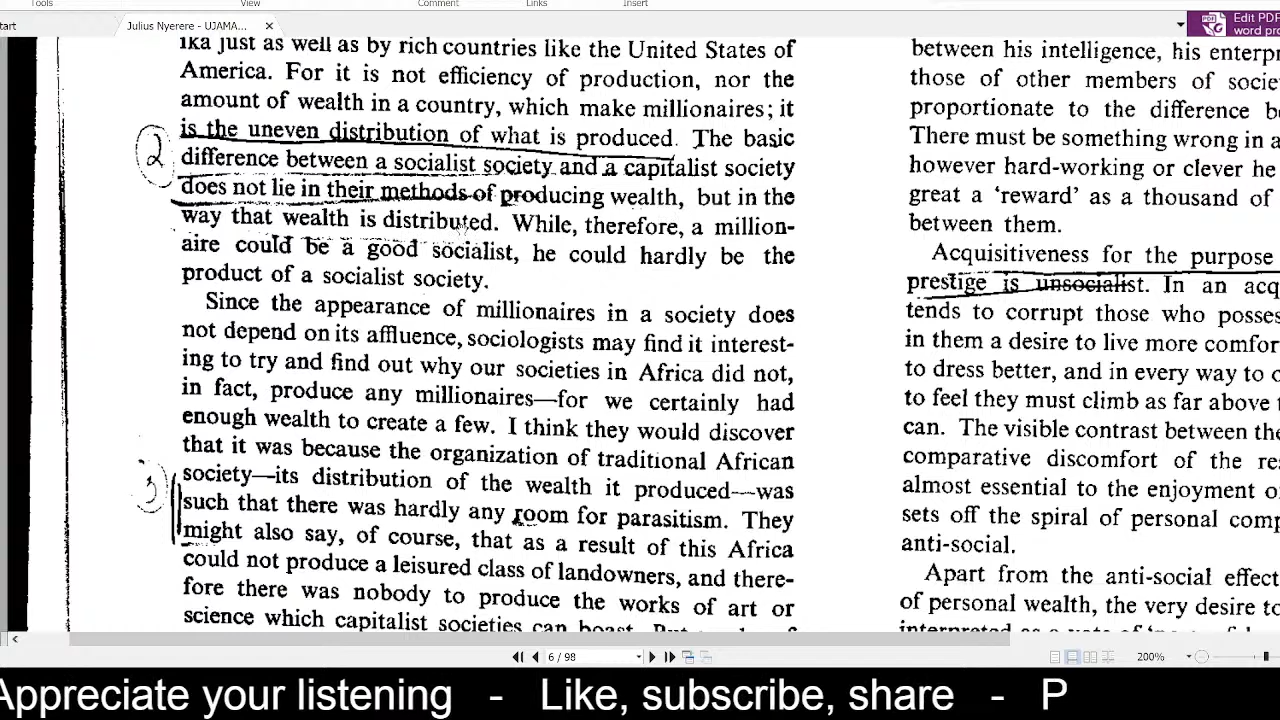 Tools View Comment Links Insert
tart Julius Nyerere - UJAMA... Edit PDF
word pro
ika just as well as by rich countries like the United States of
America. For it is not efficiency of production, nor the
amount of wealth in a country, which make millionaires; it
is the uneven distribution of what is produced. The basic
2
difference between a socialist society and a capitalist society
does not lie in their methods of producing wealth, but in the
way that wealth is distributed. While, therefore, a million-
aire could be a good socialist, he could hardly be the
product of a socialist society.
Since the appearance of millionaires in a society does
not depend on its affluence, sociologists may find it interest-
ing to try and find out why our societies in Africa did not,
in fact, produce any millionaires—for we certainly had
enough wealth to create a few. I think they would discover
that it was because the organization of traditional African
3
society—its distribution of the wealth it produced—was
such that there was hardly any room for parasitism. They
might also say, of course, that as a result of this Africa
could not produce a leisured class of landowners, and there-
fore there was nobody to produce the works of art or
science which capitalist societies can boast.
between his intelligence, his enterp
those of other members of socie
proportionate to the difference be
There must be something wrong in a
however hard-working or clever he
great a 'reward' as a thousand of
between them.
Acquisitiveness for the purpose
prestige is unsocialist. In an acq
tends to corrupt those who posses
in them a desire to live more comfor
to dress better, and in every way to o
to feel they must climb as far above t
can. The visible contrast between the
comparative discomfort of the res
almost essential to the enjoyment o
sets off the spiral of personal comp
anti-social.
Apart from the anti-social effect
of personal wealth, the very desire to
6 / 98 200%
Appreciate your listening - Like, subscribe, share - P